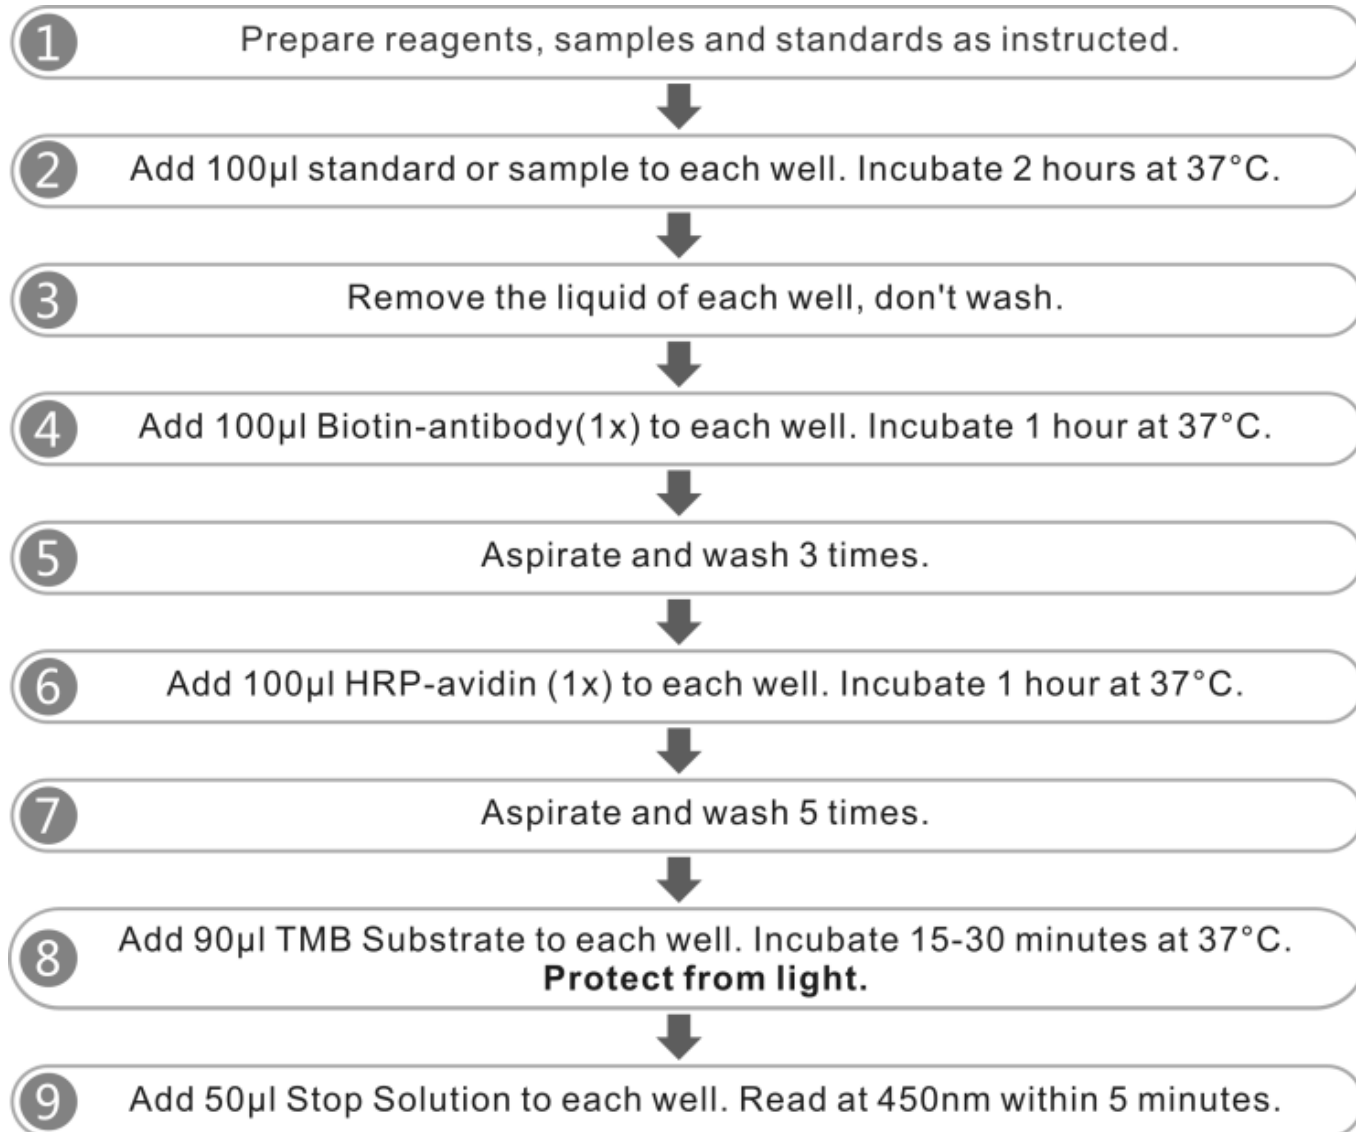 1 Prepare reagents, samples and standards as instructed.
2 Add 100µl standard or sample to each well. Incubate 2 hours at 37°C.
3 Remove the liquid of each well, don't wash.
4 Add 100µl Biotin-antibody(1x) to each well. Incubate 1 hour at 37°C.
5 Aspirate and wash 3 times.
6 Add 100µl HRP-avidin (1x) to each well. Incubate 1 hour at 37°C.
7 Aspirate and wash 5 times.
8 Add 90µl TMB Substrate to each well. Incubate 15-30 minutes at 37°C.
Protect from light.
9 Add 50µl Stop Solution to each well. Read at 450nm within 5 minutes.